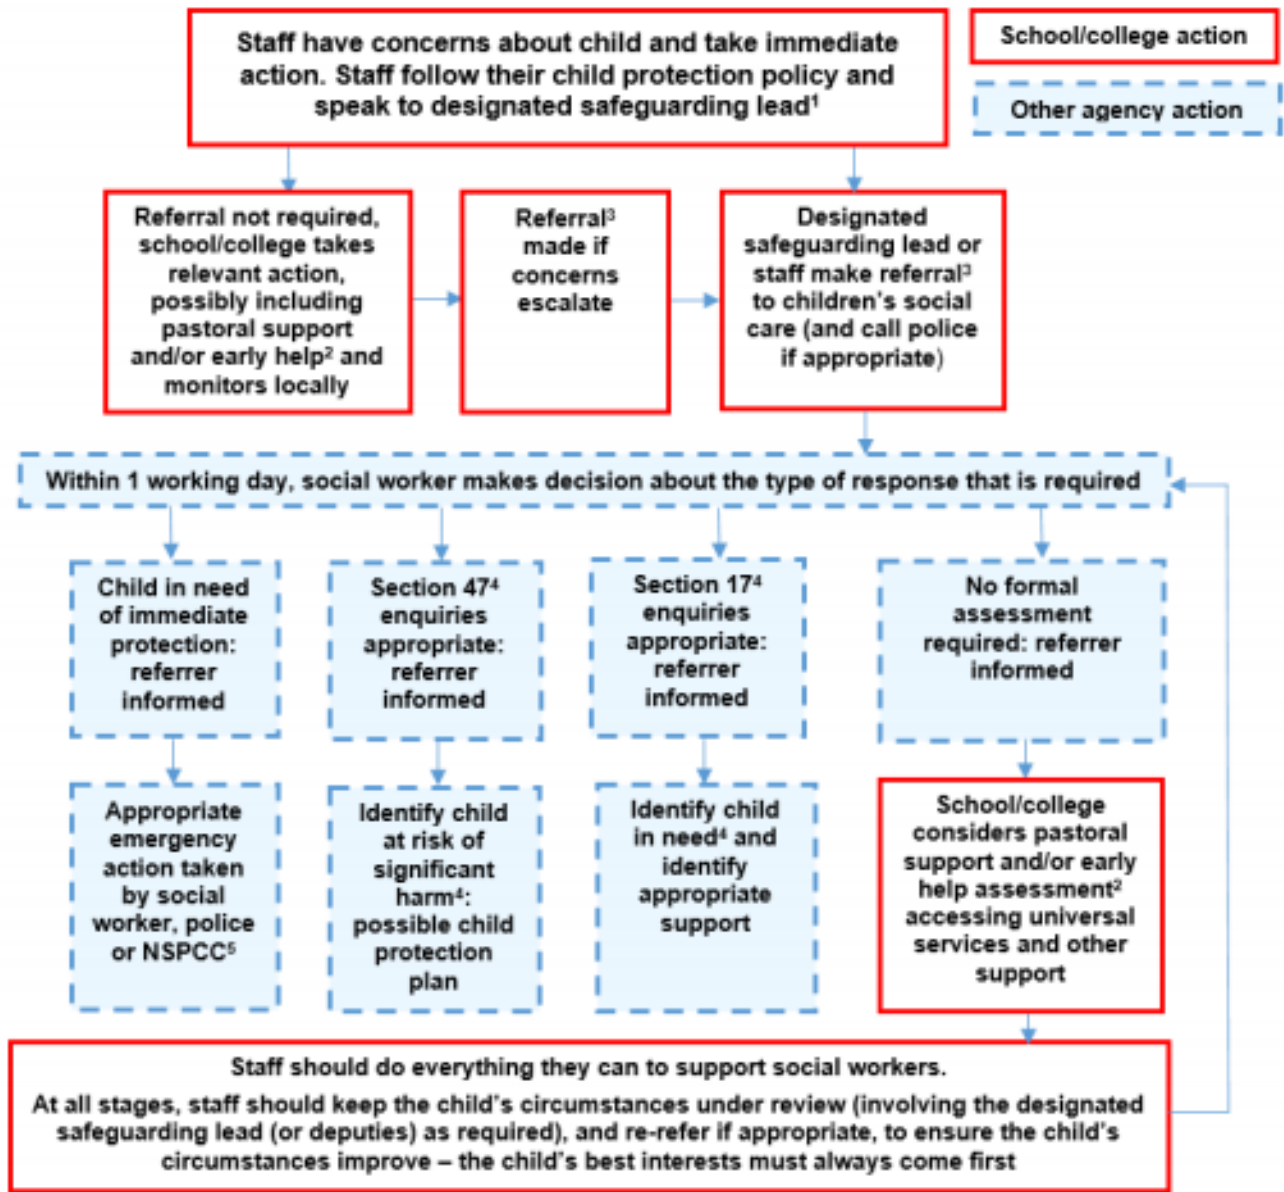 Staff have concerns about child and take immediate
action. Staff follow their child protection policy and
speak to designated safeguarding lead¹
School/college action
Other agency action
Referral not required,
school/college takes
relevant action,
possibly including
pastoral support
and/or early help² and
monitors locally
Referral³
made if
concerns
escalate
Designated
safeguarding lead or
staff make referral³
to children's social
care (and call police
if appropriate)
Within 1 working day, social worker makes decision about the type of response that is required
Child in need
of immediate
protection:
referrer
informed
Section 47⁴
enquiries
appropriate:
referrer
informed
Section 17⁴
enquiries
appropriate:
referrer
informed
No formal
assessment
required: referrer
informed
Appropriate
emergency
action taken
by social
worker, police
or NSPCC⁵
Identify child
at risk of
significant
harm⁴:
possible child
protection
plan
Identify child
in need⁴ and
identify
appropriate
support
School/college
considers pastoral
support and/or early
help assessment²
accessing universal
services and other
support
Staff should do everything they can to support social workers.
At all stages, staff should keep the child's circumstances under review (involving the designated
safeguarding lead (or deputies) as required), and re-refer if appropriate, to ensure the child's
circumstances improve – the child's best interests must always come first